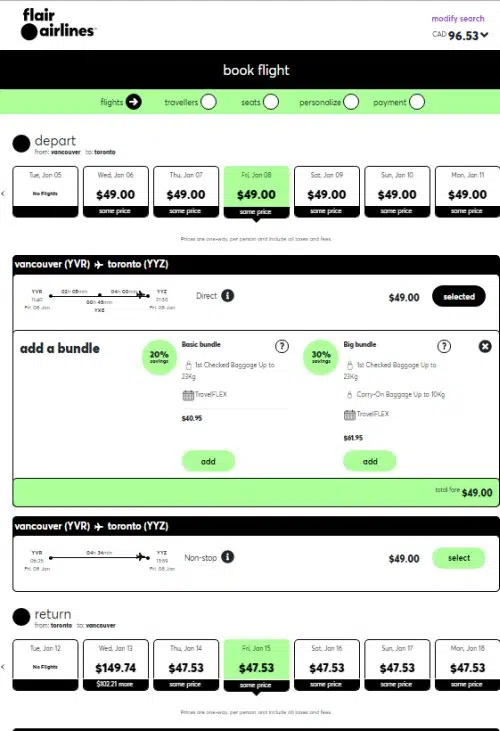 flair
airlines
modify search
CAD 96.53
book flight
flights travellers seats personalize payment
depart
from: vancouver to: toronto
Tue, Jan 05 Wed, Jan 06 Thu, Jan 07 Fri, Jan 08 Sat, Jan 09 Sun, Jan 10 Mon, Jan 11
No Flights $49.00 $49.00 $49.00 $49.00 $49.00 $49.00
same price same price same price same price same price same price
Prices are one-way, per person and include all taxes and fees.
vancouver (YVR) toronto (YYZ)
YVR 02h 05min 04h 00min YYZ
Direct i $49.00 selected
Fri. 08 Jan 00h 45min Fri. 08 Jan
add a bundle
20% savings
Basic bundle ?
1st Checked Baggage Up to
23Kg
TravelFLEX
$40.95
add
30% savings
Big bundle ?
1st Checked Baggage Up to
23Kg
Carry-On Baggage Up to 10Kg
TravelFLEX
$61.95
add
total fare $49.00
vancouver (YVR) toronto (YYZ)
YVR 04h 34min YYZ
Non-stop i $49.00 select
Fri. 08 Jan Fri. 08 Jan
return
from: toronto to: vancouver
Tue, Jan 12 Wed, Jan 13 Thu, Jan 14 Fri, Jan 15 Sat, Jan 16 Sun, Jan 17 Mon, Jan 18
No Flights $149.74 $47.53 $47.53 $47.53 $47.53 $47.53
$102.21 more same price same price same price same price same price
Prices are one-way, per person and include all taxes and fees.